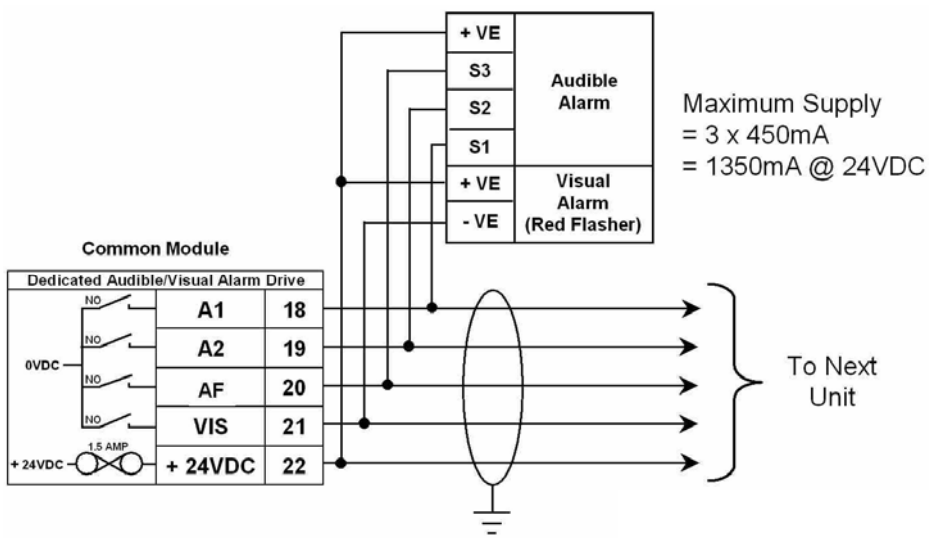 + VE
S3
S2
S1
Audible
Alarm
+ VE
- VE
Visual
Alarm
(Red Flasher)
Maximum Supply
= 3 x 450mA
= 1350mA @ 24VDC
Common Module
Dedicated Audible/Visual Alarm Drive
0VDC
NO
A1
18
NO
A2
19
NO
AF
20
NO
VIS
21
+ 24VDC
1.5 AMP
+ 24VDC
22
To Next
Unit